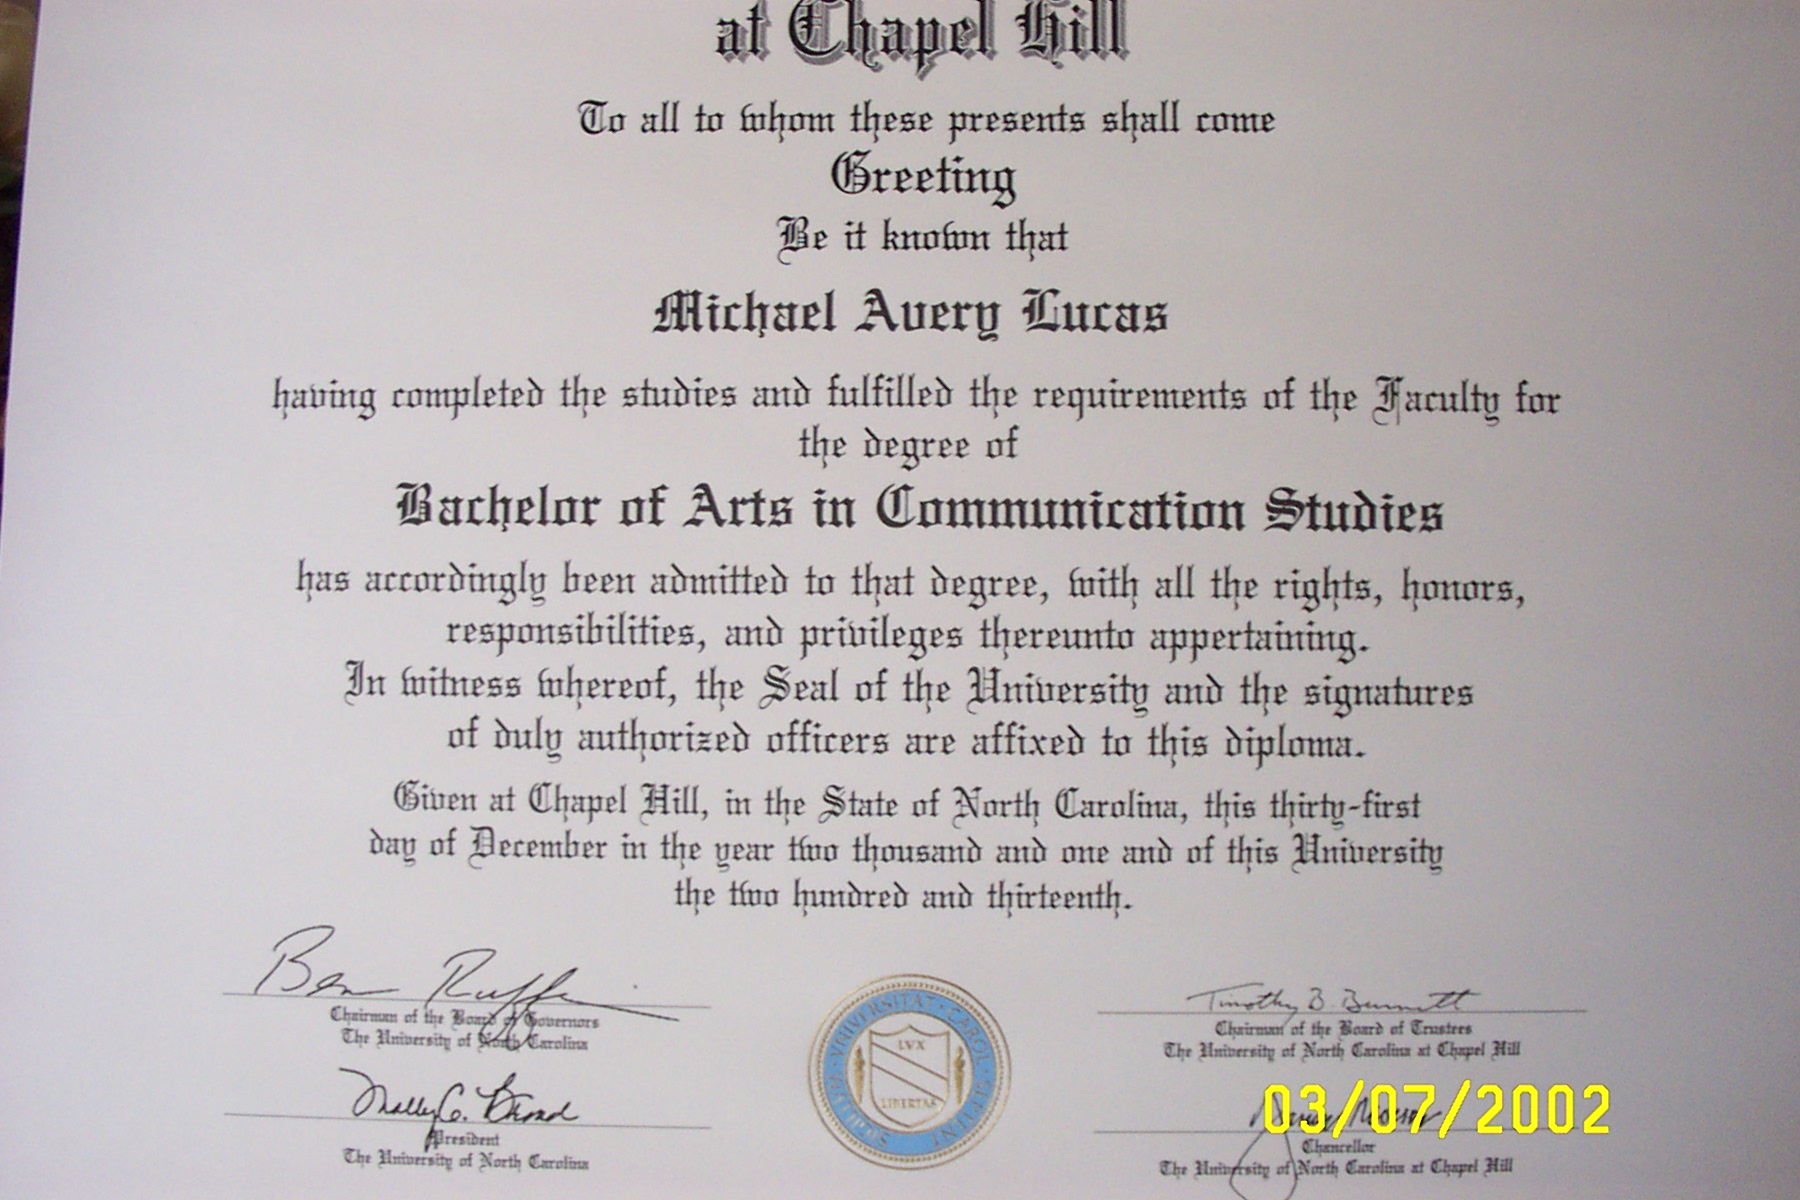 at Chapel Hill
To all to whom these presents shall come
Greeting
Be it known that
Michael Avery Lucas
having completed the studies and fulfilled the requirements of the Faculty for
the degree of
Bachelor of Arts in Communication Studies
has accordingly been admitted to that degree, with all the rights, honors,
responsibilities, and privileges thereunto appertaining.
In witness whereof, the Seal of the University and the signatures
of duly authorized officers are affixed to this diploma.
Given at Chapel Hill, in the State of North Carolina, this thirty-first
day of December in the year two thousand and one and of this University
the two hundred and thirteenth.
Ben Ruffin
Chairman of the Board of Governors
The University of North Carolina
Molly C. Broad
President
The University of North Carolina
LVX
LIBERTAS
Timothy B. Burnett
Chairman of the Board of Trustees
The University of North Carolina at Chapel Hill
03/07/2002
Chancellor
The University of North Carolina at Chapel Hill